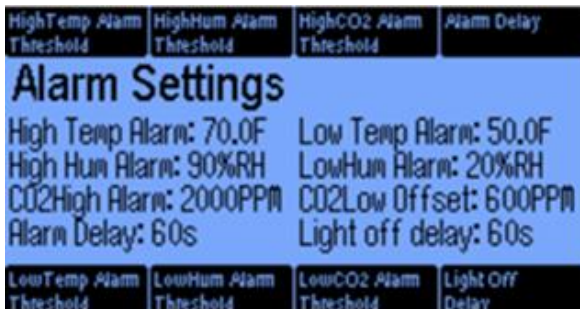 HighTemp Alarm HighHum Alarm HighCO2 Alarm Alarm Delay
Threshold Threshold Threshold
Alarm Settings
High Temp Alarm: 70.0F Low Temp Alarm: 50.0F
High Hum Alarm: 90%RH LowHum Alarm: 20%RH
CO2High Alarm: 2000PPM CO2Low Offset: 600PPM
Alarm Delay: 60s Light off delay: 60s
LowTemp Alarm LowHum Alarm LowCO2 Alarm Light Off
Threshold Threshold Threshold Delay